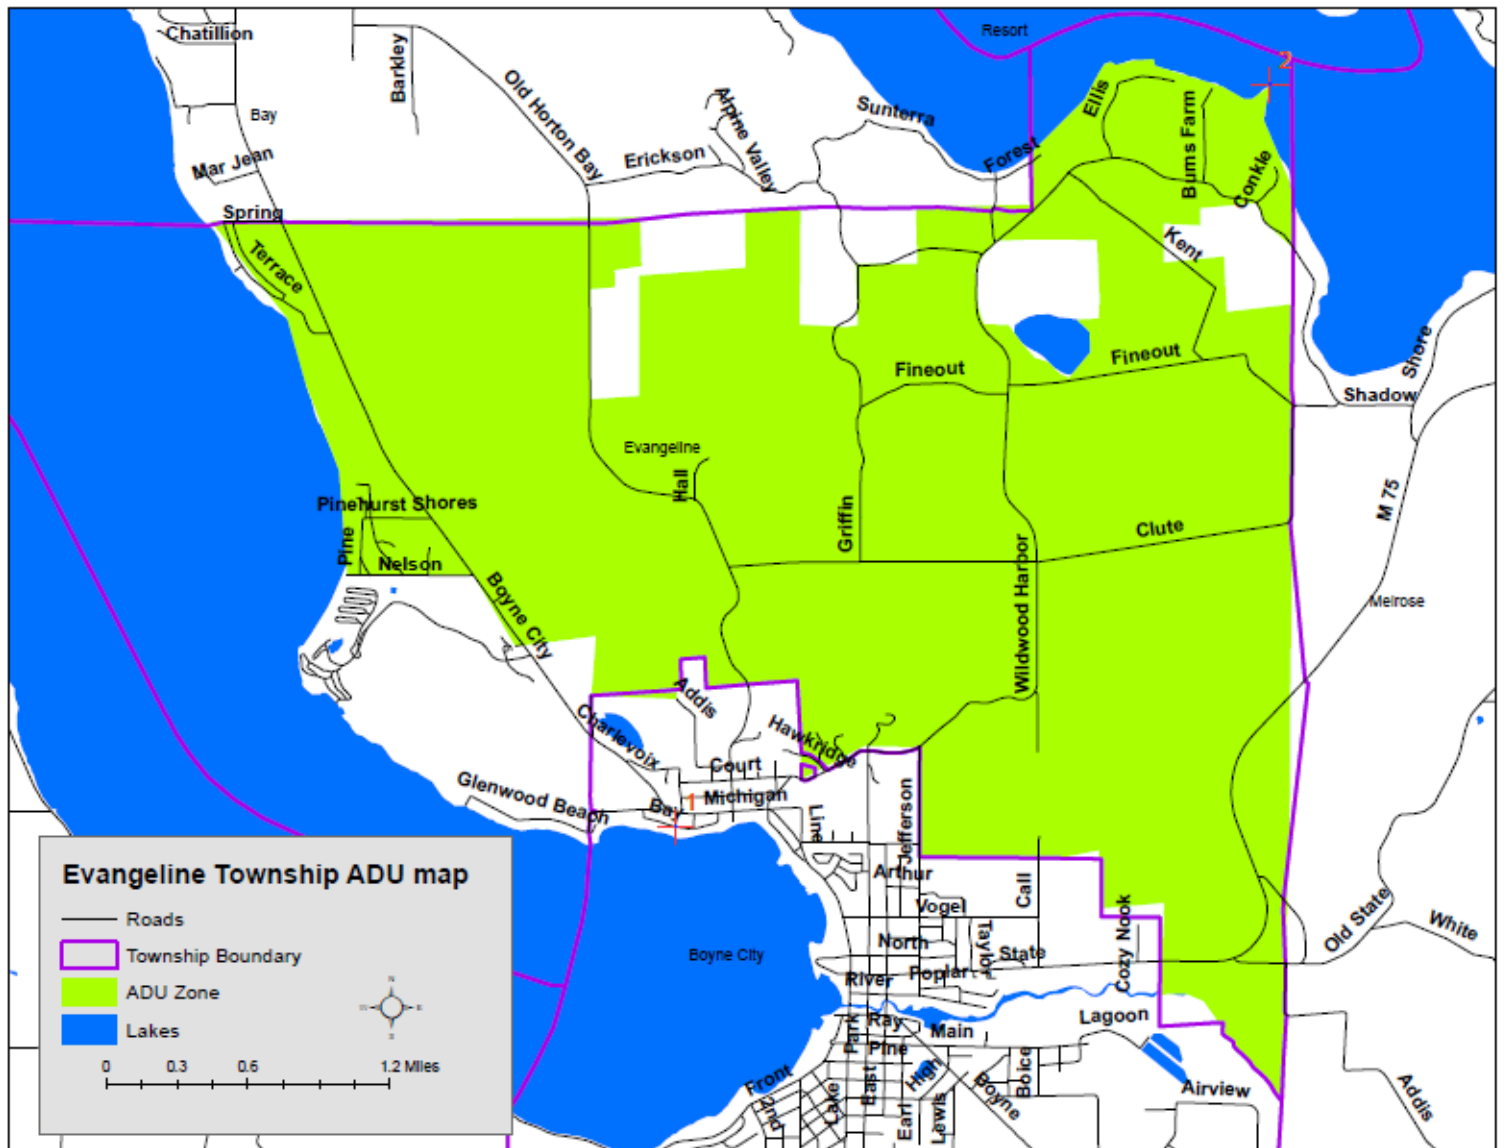 Chatillion
Barkley
Resort
2
Old Horton Bay
Alpine Valley
Sunterra
Ellis
Bay
Mar Jean
Erickson
Forest
Burns Farm
Conkle
Spring
Terrace
Kent
Fineout
Fineout
Shore
Shadow
Evangeline
Hall
Pinehurst Shores
Griffin
M 75
Pine
Nelson
Clute
Boyne City
Wildwood Harbor
Melrose
Addis
Charlevoix
Hawkridge
Court
Glenwood Beach
Bay
1
Michigan
Line
Jefferson
Evangeline Township ADU map
Roads
Township Boundary
ADU Zone
Lakes
N
W
E
S
0 0.3 0.6 1.2 Miles
Arthur
Call
Vogel
Cozy Nook
Old State
White
North
Taylor
State
Boyne City
River
Poplar
Park
Ray
Main
Lagoon
Pine
Front
2nd
Lake
East
High
Earl
Lewis
Boyne
Boice
Airview
Addis